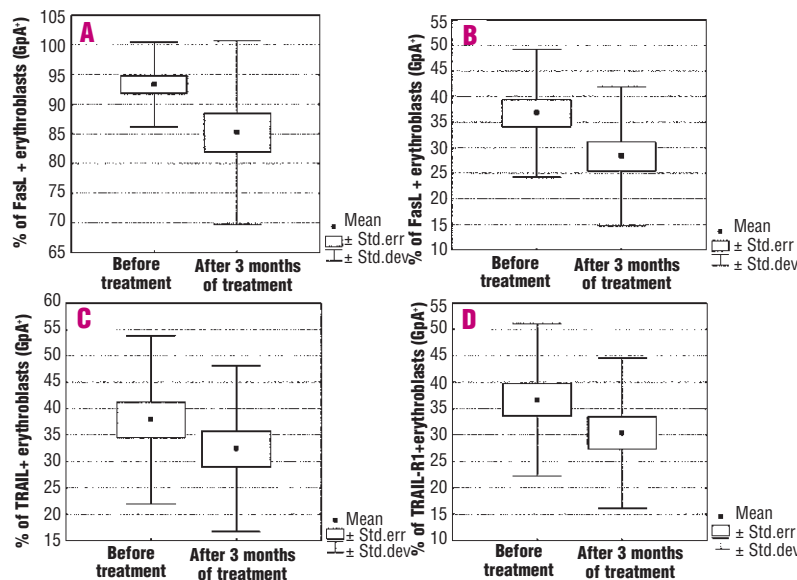 A
% of FasL + erythroblasts (GpA⁺)
105
100
95
90
85
80
75
70
65
Before
treatment
After 3 months
of treatment
Mean
± Std.err
± Std.dev
B
% of FasL + erythroblasts (GpA⁺)
55
50
45
40
35
30
25
20
15
10
Before
treatment
After 3 months
of treatment
Mean
± Std.err
± Std.dev
C
% of TRAIL+ erythroblasts (GpA⁺)
60
55
50
45
40
35
30
25
20
15
Before
treatment
After 3 months
of treatment
Mean
± Std.err
± Std.dev
D
% of TRAIL-R1+erythroblasts (GpA⁺)
55
50
45
40
35
30
25
20
15
10
Before
treatment
After 3 months
of treatment
Mean
± Std.err
± Std.dev